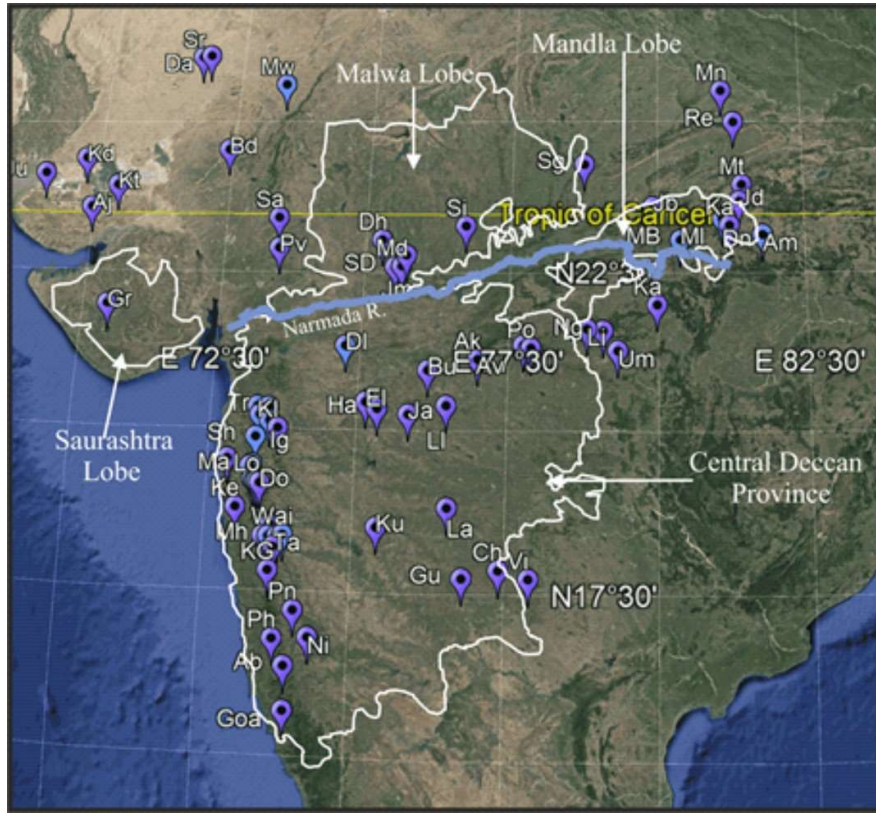 Sr
Da
Mw
Malwa Lobe
Mandla Lobe
Mn
Re
Kd
Bd
Kt
Aj
Sg
Mt
Jd
Sa
Dh
Si
Tropic of Cancer
Ka
Pv
Md
SD
MB
Ml
Am
N22°
Gr
Narmada R.
Ka
E 72°30'
Dl
Ak
E 77°30'
Po
Ng
Li
Um
E 82°30'
Bu
Av
Ha
El
Ja
Ll
Tr
Kl
Sh
Ig
Saurashtra
Lobe
Ma
Lo
Do
Ke
Central Deccan
Province
Wai
Mh
Ku
La
KG
Ta
Gu
Ch
Vi
N17°30'
Pn
Ph
Ni
Ab
Goa